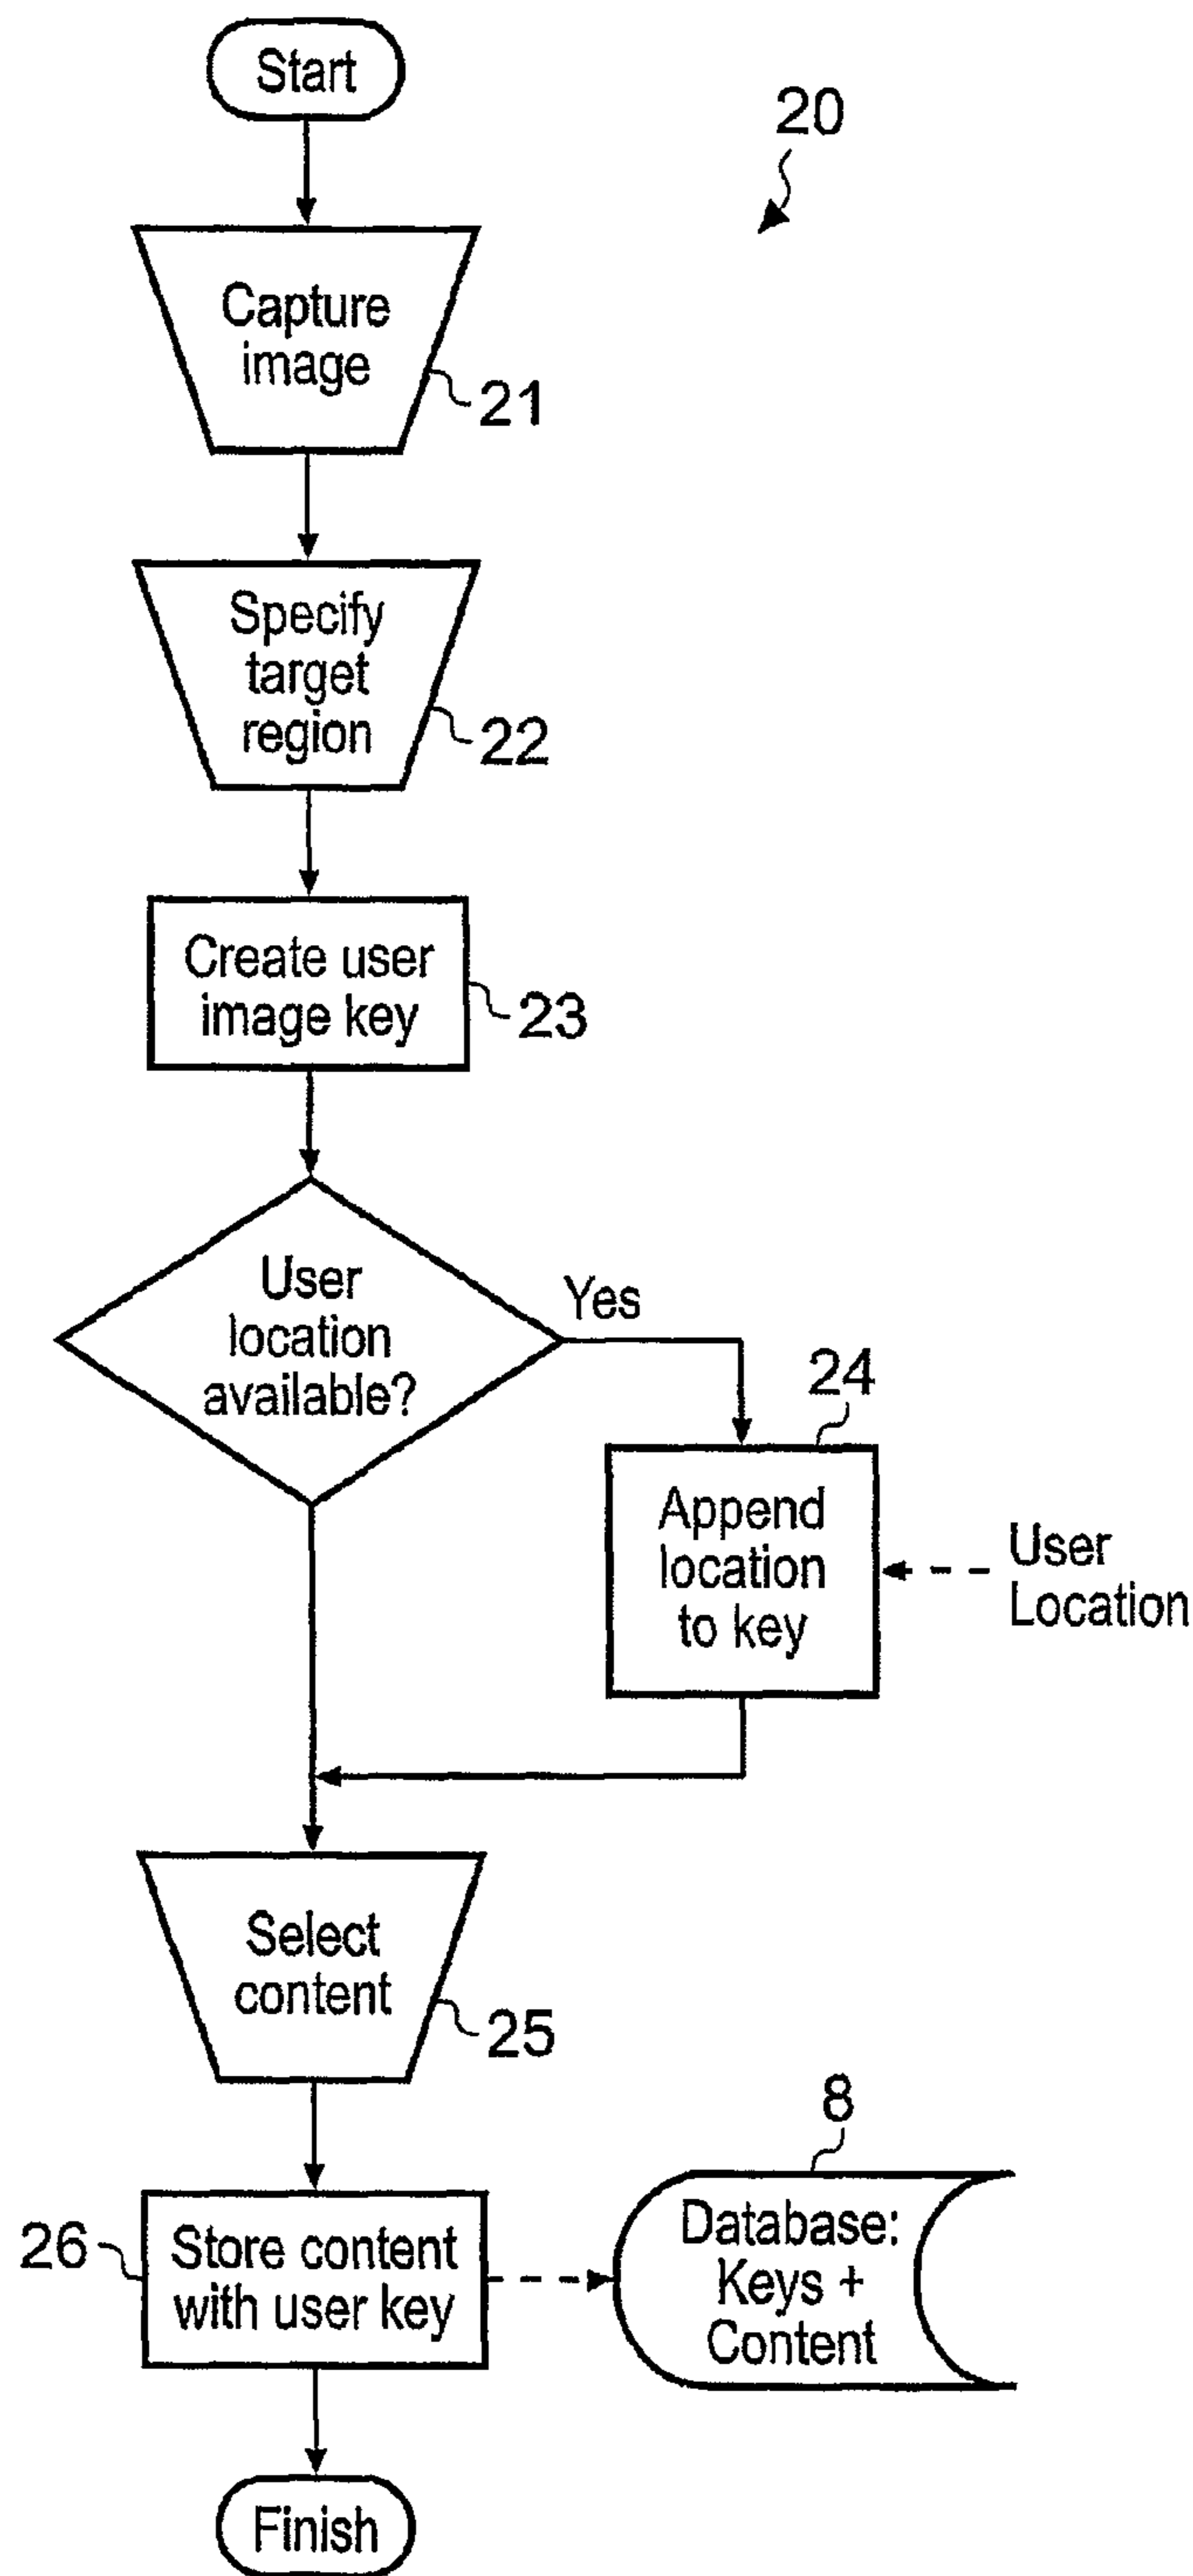 Start
20
Capture
image
21
Specify
target
region
22
Create user
image key
23
User
location
available?
Yes
24
Append
location
to key
User
Location
Select
content
25
8
26
Store content
with user key
Database:
Keys +
Content
Finish